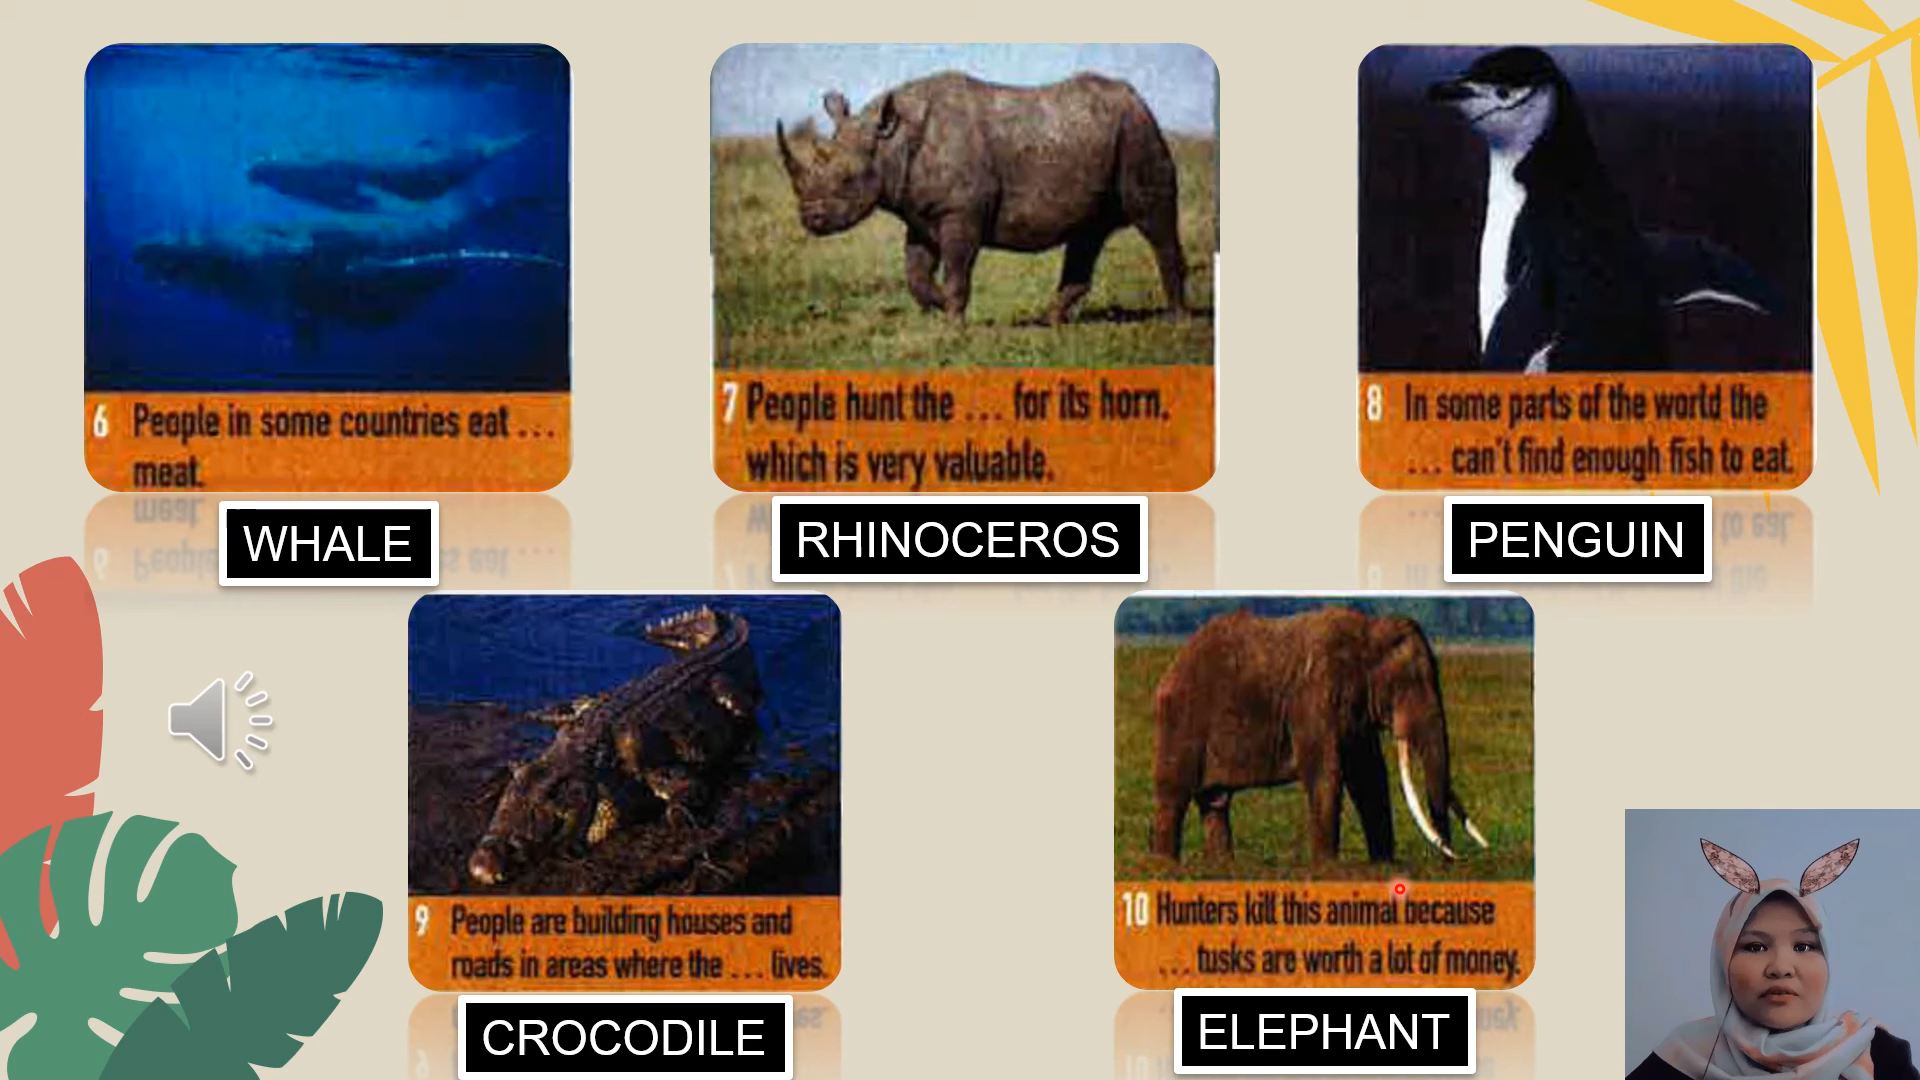 6 People in some countries eat ...
meat.
WHALE
7 People hunt the ... for its horn,
which is very valuable.
RHINOCEROS
8 In some parts of the world the
... can't find enough fish to eat.
PENGUIN
9 People are building houses and
roads in areas where the ... lives.
CROCODILE
10 Hunters kill this animal because
... tusks are worth a lot of money.
ELEPHANT